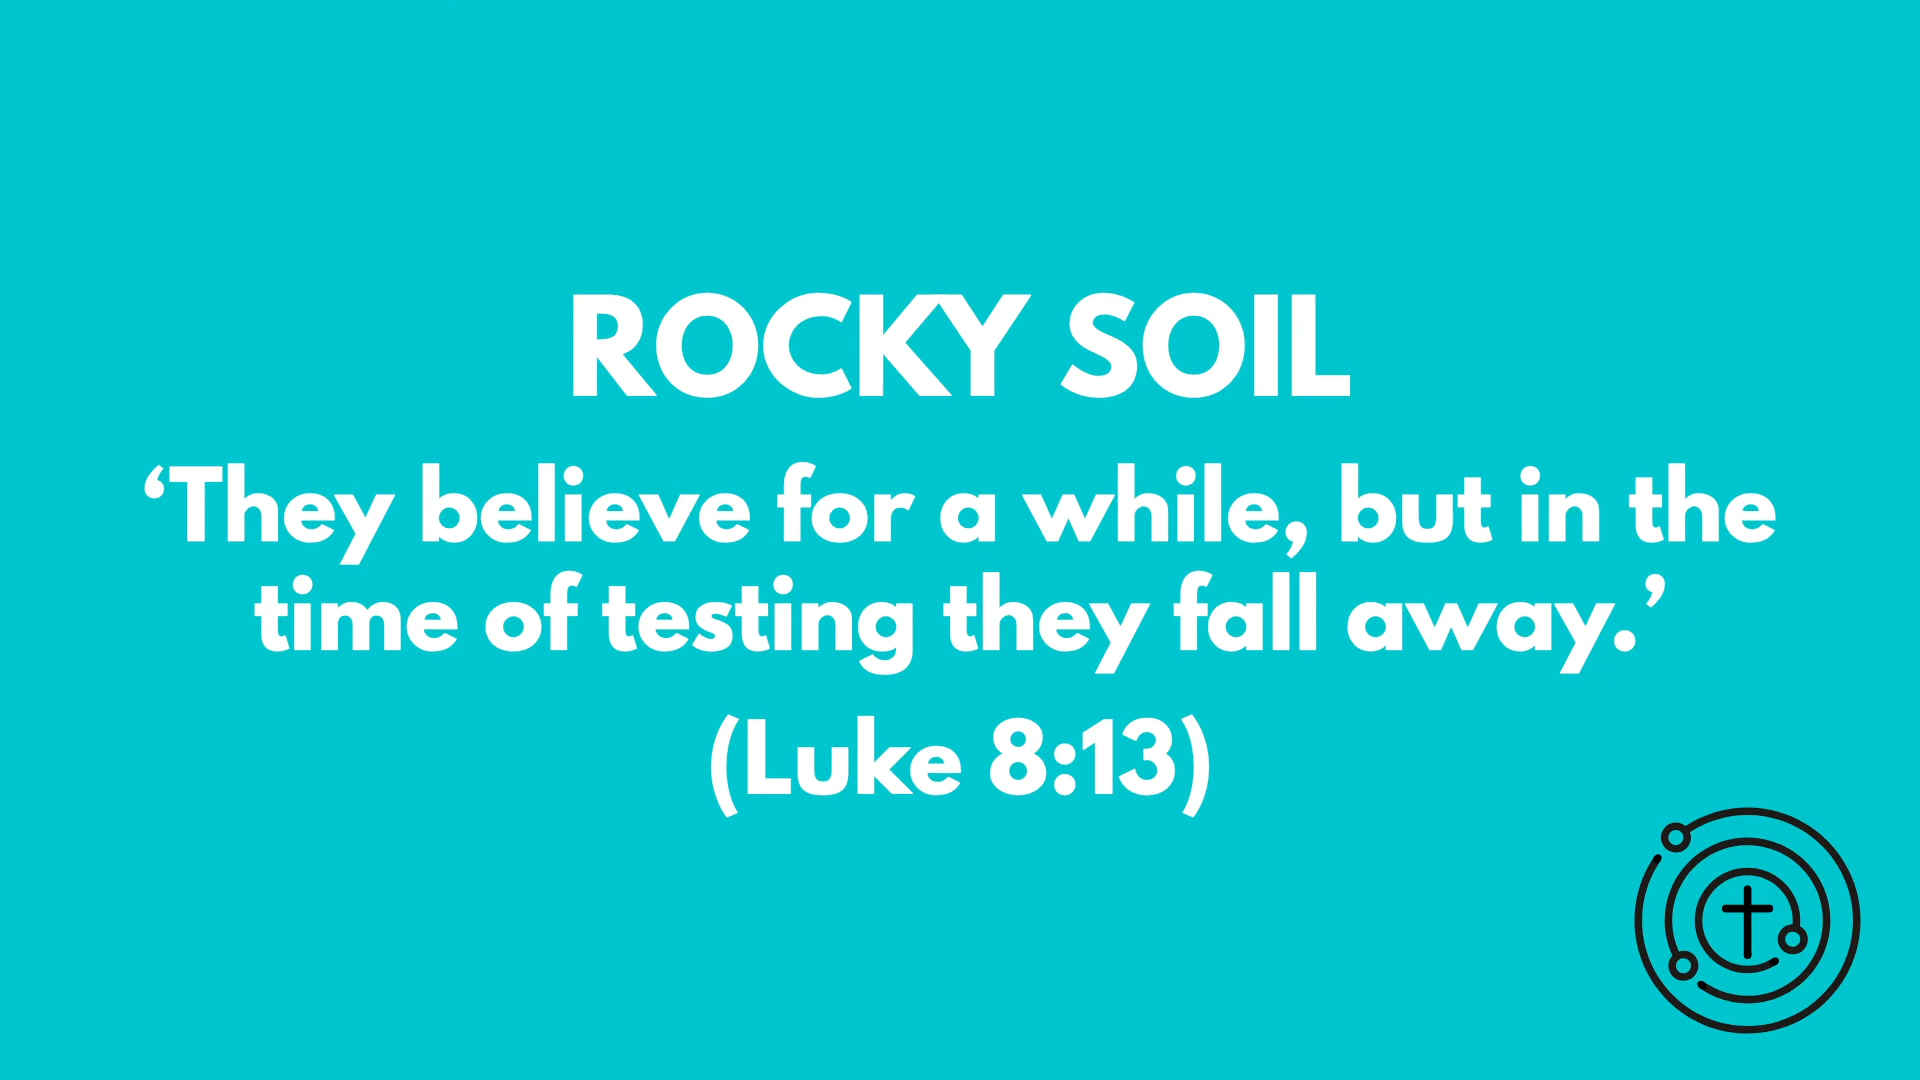 ROCKY SOIL
‘They believe for a while, but in the
time of testing they fall away.’
(Luke 8:13)